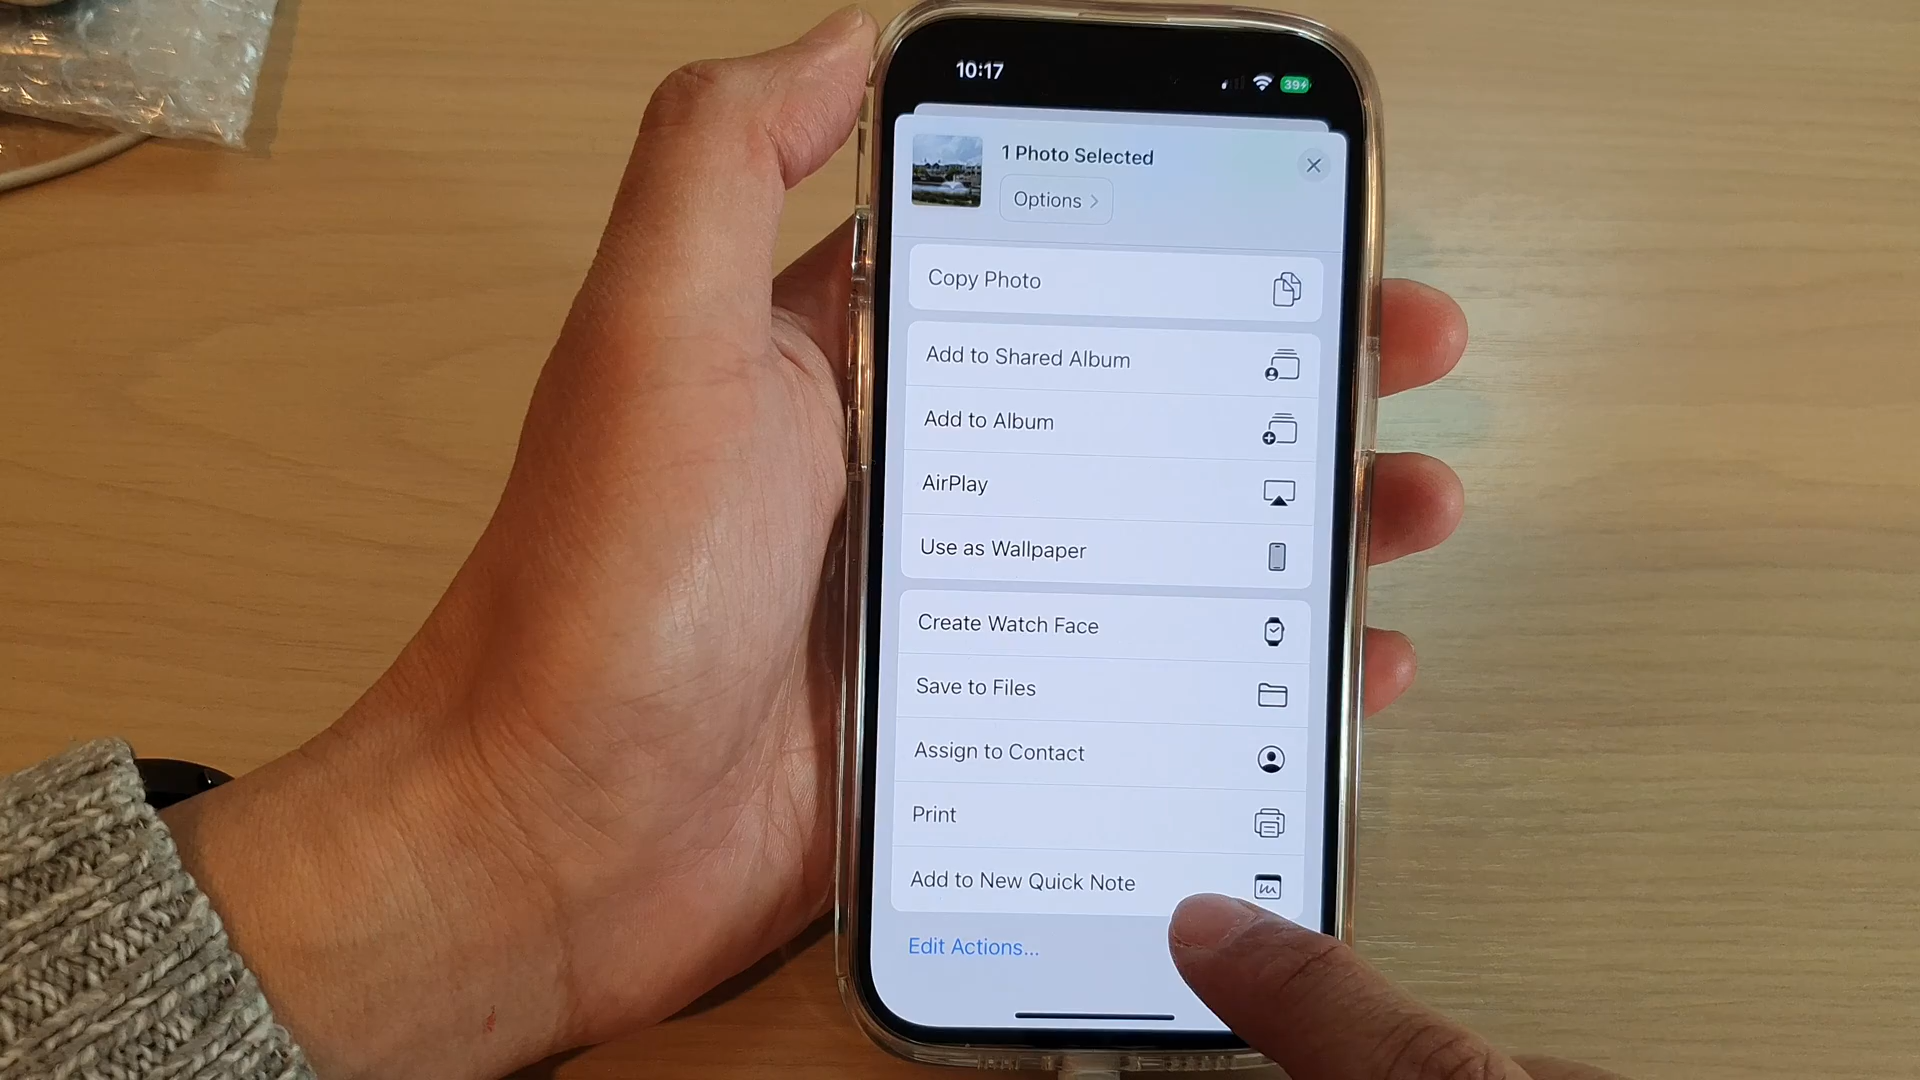 10:17
39
1 Photo Selected
Options
Copy Photo
Add to Shared Album
Add to Album
AirPlay
Use as Wallpaper
Create Watch Face
Save to Files
Assign to Contact
Print
Add to New Quick Note
Edit Actions...